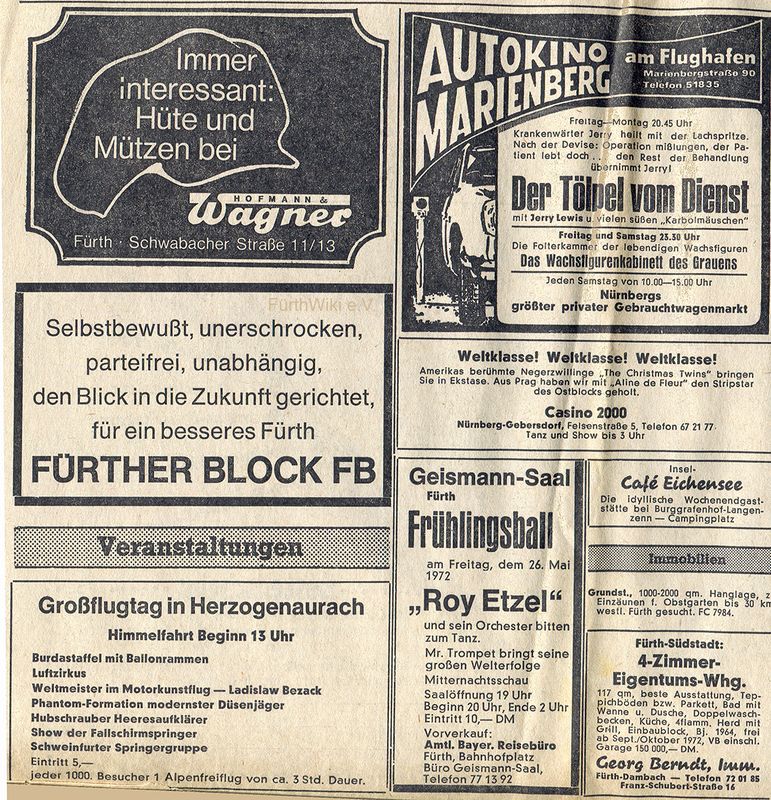 Immer
interessant:
Hüte und
Mützen bei
HOFMANN &
Wagner
Fürth · Schwabacher Straße 11/13
FürthWiki e.V.
Selbstbewußt, unerschrocken,
parteifrei, unabhängig,
den Blick in die Zukunft gerichtet,
für ein besseres Fürth
FÜRTHER BLOCK FB
Veranstaltungen
Großflugtag in Herzogenaurach
Himmelfahrt Beginn 13 Uhr
Burdastaffel mit Ballonrammen
Luftzirkus
Weltmeister im Motorkunstflug — Ladislaw Bezack
Phantom-Formation modernster Düsenjäger
Hubschrauber Heeresaufklärer
Show der Fallschirmspringer
Schweinfurter Springergruppe
Eintritt 5,—
jeder 1000. Besucher 1 Alpenfreiflug von ca. 3 Std. Dauer.
AUTOKINO
MARIENBERG
am Flughafen
Marienbergstraße 90
Telefon 51835
Freitag—Montag 20.45 Uhr
Krankenwärter Jerry heilt mit der Lachspritze.
Nach der Devise: Operation mißlungen, der Pa-
tient lebt doch... den Rest der Behandlung
übernimmt Jerry!
Der Tölpel vom Dienst
mit Jerry Lewis u. vielen süßen „Karbolmäuschen"
Freitag und Samstag 23.30 Uhr
Die Folterkammer der lebendigen Wachsfiguren
Das Wachsfigurenkabinett des Grauens
Jeden Samstag von 10.00—15.00 Uhr
Nürnbergs
größter privater Gebrauchtwagenmarkt
Weltklasse! Weltklasse! Weltklasse!
Amerikas berühmte Negerzwillinge „The Christmas Twins" bringen
Sie in Ekstase. Aus Prag haben wir mit „Aline de Fleur" den Stripstar
des Ostblocks geholt.
Casino 2000
Nürnberg-Gebersdorf, Felsenstraße 5, Telefon 67 21 77
Tanz und Show bis 3 Uhr
Geismann-Saal
Fürth
Frühlingsball
am Freitag, dem 26. Mai
1972
„Roy Etzel"
und sein Orchester bitten
zum Tanz.
Mr. Trompet bringt seine
großen Welterfolge
Mitternachtsschau
Saalöffnung 19 Uhr
Beginn 20 Uhr, Ende 2 Uhr
Eintritt 10,— DM
Vorverkauf:
Amtl. Bayer. Reisebüro
Fürth, Bahnhofplatz
Büro Geismann-Saal,
Telefon 77 13 92
Insel-
Café Eichensee
Die idyllische Wochenendgast-
stätte bei Burggrafenhof-Langen-
zenn — Campingplatz
Immobilien
Grundst., 1000-2000 qm. Hanglage, z.
Einzäunen f. Obstgarten bis 30 km
westl. Fürth gesucht. FC 7984.
Fürth-Südstadt:
4-Zimmer-
Eigentums-Whg.
117 qm, beste Ausstattung, Tep-
pichböden bzw. Parkett, Bad mit
Wanne u. Dusche, Doppelwasch-
becken, Küche, 4flamm. Herd mit
Grill, Einbaublock, Bj. 1964, frei
ab Sept./Oktober 1972, VB einschl.
Garage 150 000,— DM.
Georg Berndt, Imm.
Fürth-Dambach — Telefon 72 01 85
Franz-Schubert-Straße 16